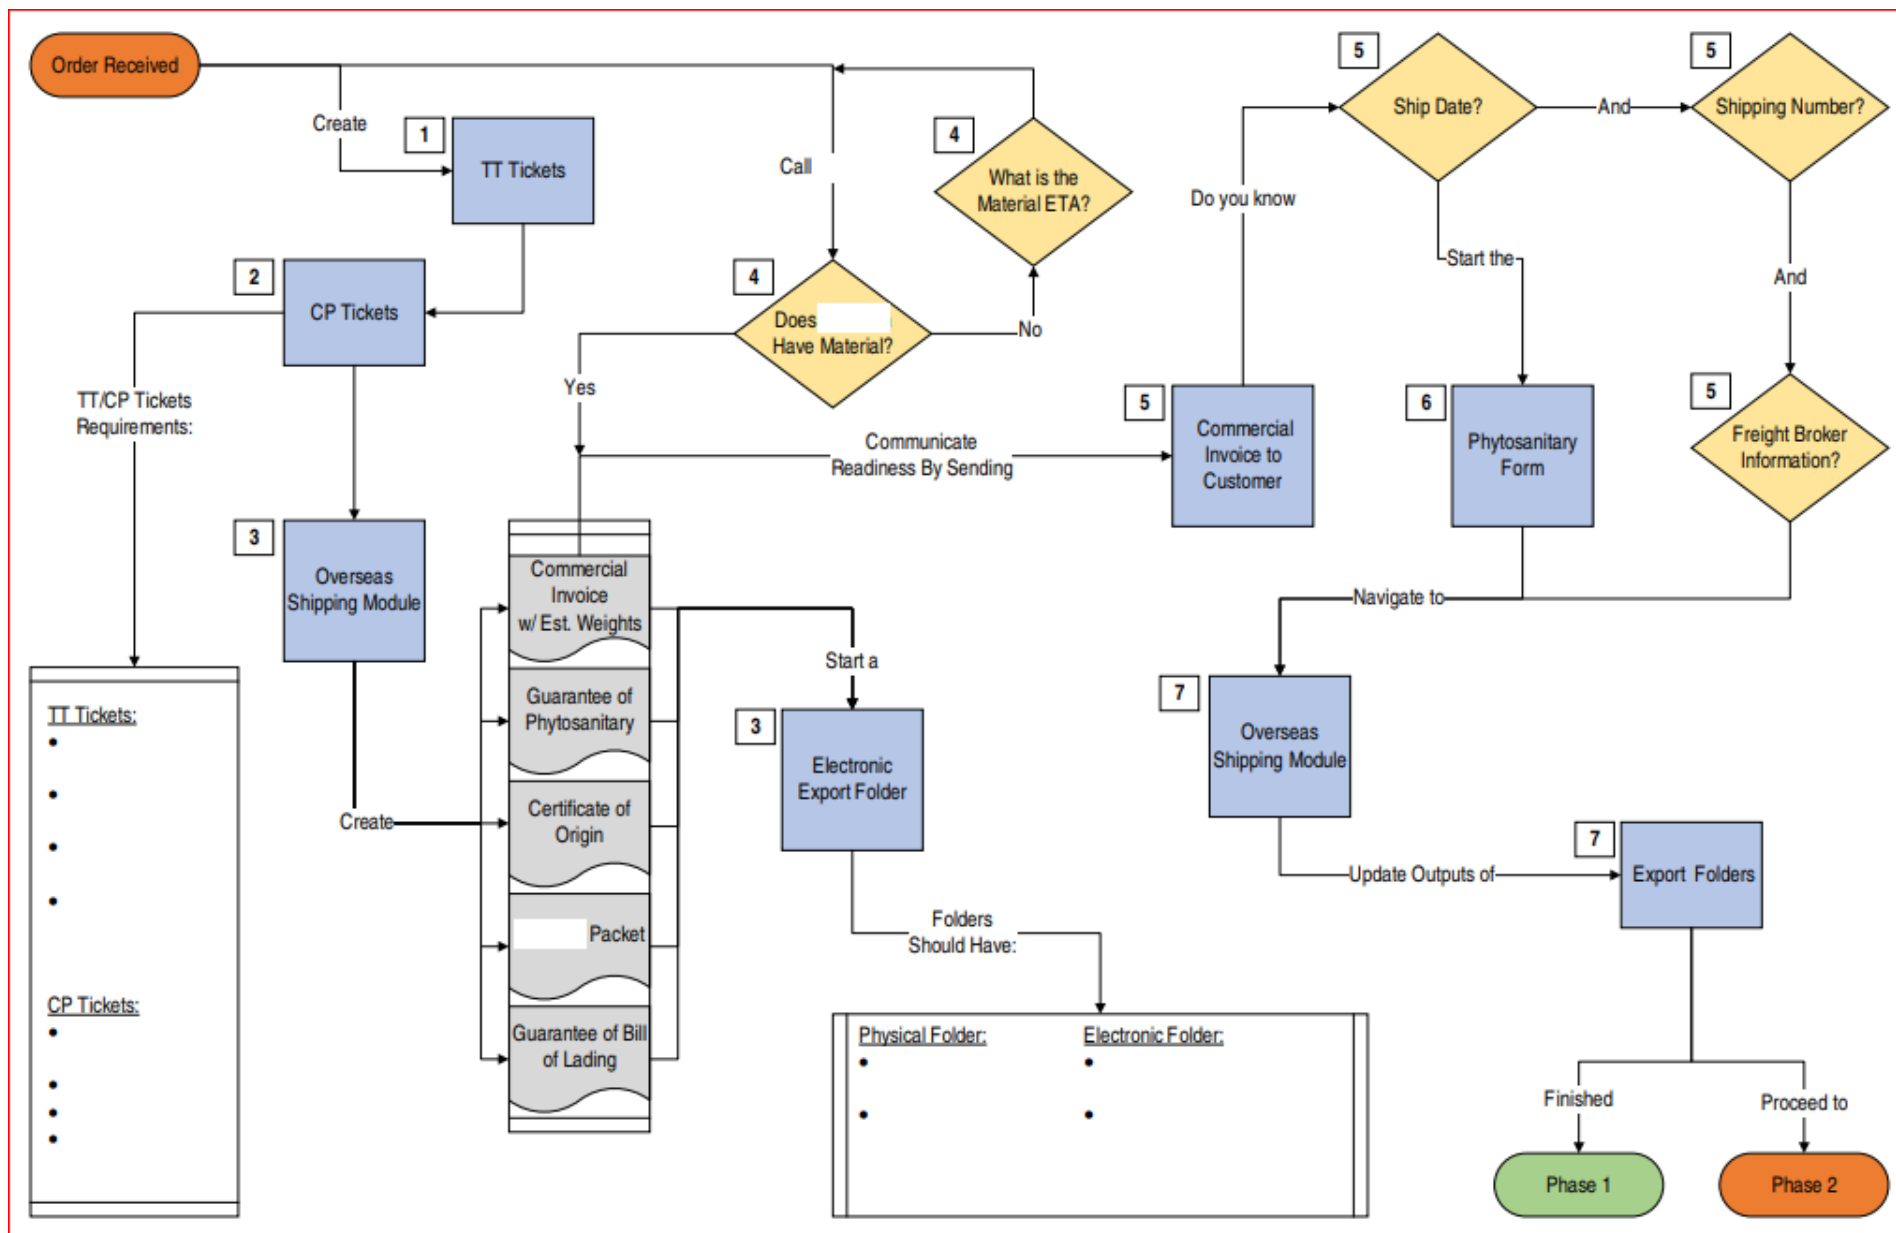 Order Received
Create
1
TT Tickets
2
CP Tickets
TT/CP Tickets
Requirements:
3
Overseas
Shipping Module
Create
TT Tickets:
CP Tickets:
Call
4
What is the
Material ETA?
4
Does
Have Material?
No
Yes
Communicate
Readiness By Sending
Commercial
Invoice
w/ Est. Weights
Guarantee of
Phytosanitary
Certificate of
Origin
Packet
Guarantee of Bill
of Lading
Start a
3
Electronic
Export Folder
Folders
Should Have:
Physical Folder:
Electronic Folder:
5
Commercial
Invoice to
Customer
Do you know
5
Ship Date?
And
5
Shipping Number?
Start the
And
6
Phytosanitary
Form
5
Freight Broker
Information?
Navigate to
7
Overseas
Shipping Module
Update Outputs of
7
Export Folders
Finished
Proceed to
Phase 1
Phase 2